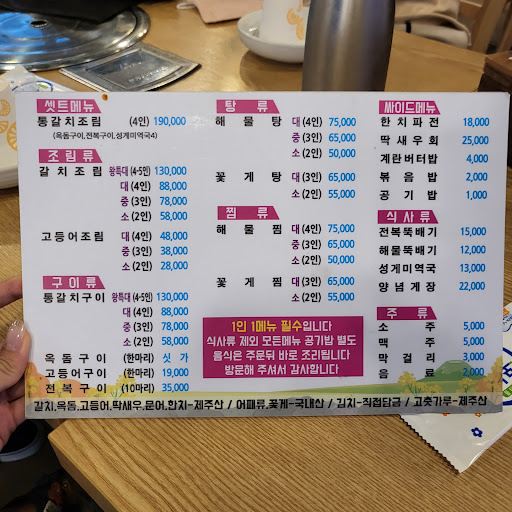 셋트메뉴
통갈치조림 (4인) 190,000
(옥돔구이,전복구이,성게미역국4)
조림류
갈치조림 왕특대(4-5인) 130,000
대 (4인) 88,000
중 (3인) 78,000
소 (2인) 58,000
고등어조림 대 (4인) 48,000
중 (3인) 38,000
소 (2인) 28,000
구이류
통갈치구이 왕특대(4-5인) 130,000
대 (4인) 88,000
중 (3인) 78,000
소 (2인) 58,000
옥돔구이 (한마리) 싯가
고등어구이 (한마리) 19,000
전복구이 (10마리) 35,000
탕류
해물탕 대 (4인) 75,000
중 (3인) 65,000
소 (2인) 50,000
꽃게탕 중 (3인) 65,000
소 (2인) 55,000
찜류
해물찜 대 (4인) 75,000
중 (3인) 65,000
소 (2인) 50,000
꽃게찜 중 (3인) 65,000
소 (2인) 55,000
1인 1메뉴 필수입니다
식사류 제외 모든메뉴 공기밥 별도
음식은 주문뒤 바로 조리됩니다
방문해 주셔서 감사합니다
싸이드메뉴
한치파전 18,000
딱새우회 25,000
계란버터밥 4,000
볶음밥 2,000
공기밥 1,000
식사류
전복뚝배기 15,000
해물뚝배기 12,000
성게미역국 13,000
양념게장 22,000
주류
소주 5,000
맥주 5,000
막걸리 3,000
음료 2,000
갈치,옥돔,고등어,딱새우,문어,한치-제주산 / 어패류,꽃게-국내산 / 김치-직접담금 / 고춧가루-제주산